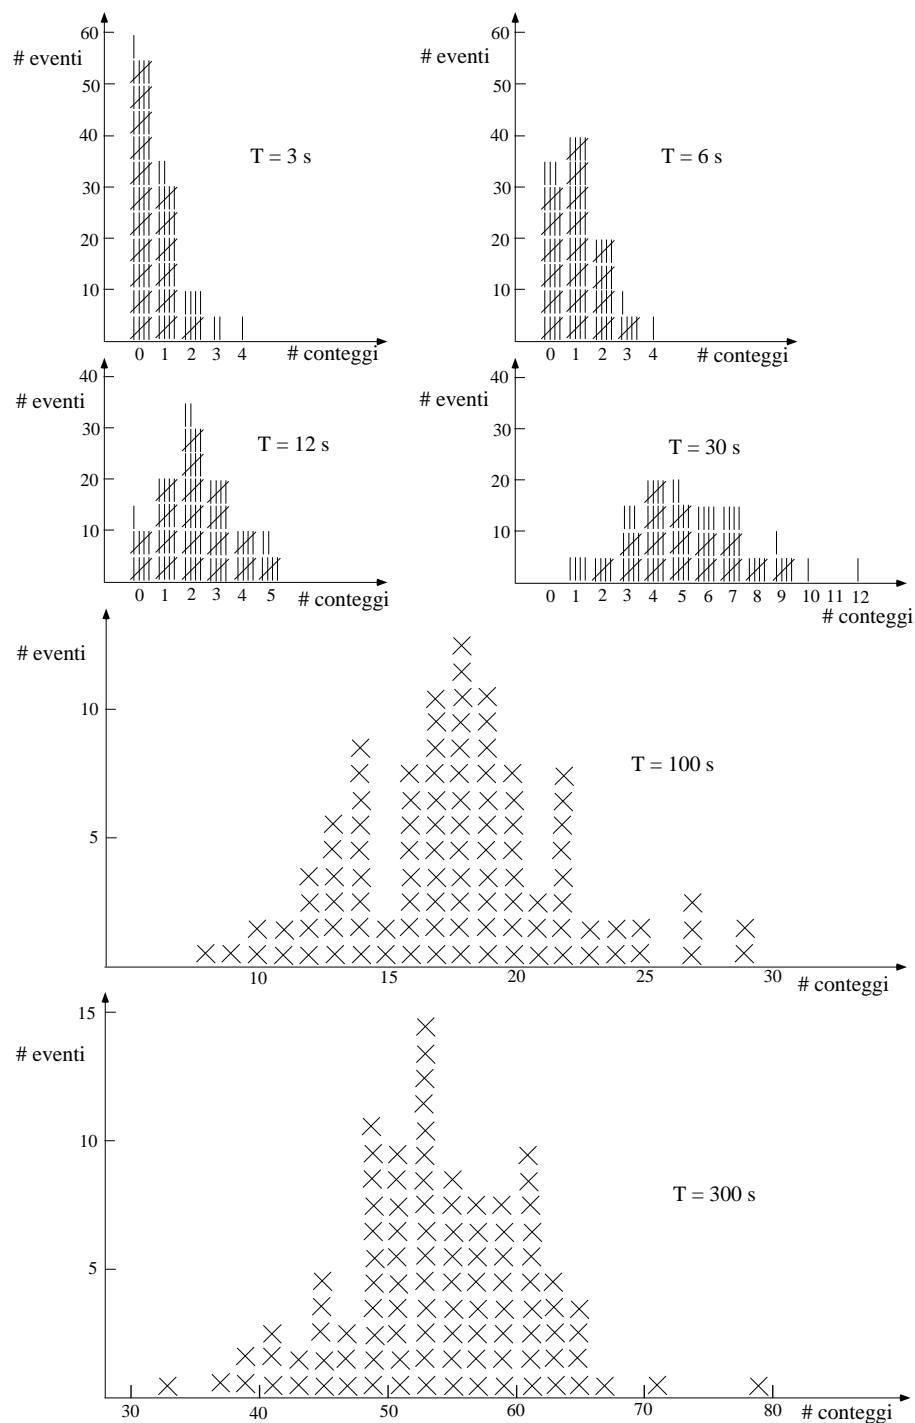 60
# eventi
50
40
T = 3 s
30
20
10
0 1 2 3 4
# conteggi
60
# eventi
50
40
T = 6 s
30
20
10
0 1 2 3 4
# conteggi
40
# eventi
30
T = 12 s
20
10
0 1 2 3 4 5
# conteggi
40
# eventi
30
T = 30 s
20
10
0 1 2 3 4 5 6 7 8 9 10 11 12
# conteggi
# eventi
10
T = 100 s
5
10 15 20 25 30
# conteggi
15
# eventi
10
T = 300 s
5
30 40 50 60 70 80
# conteggi